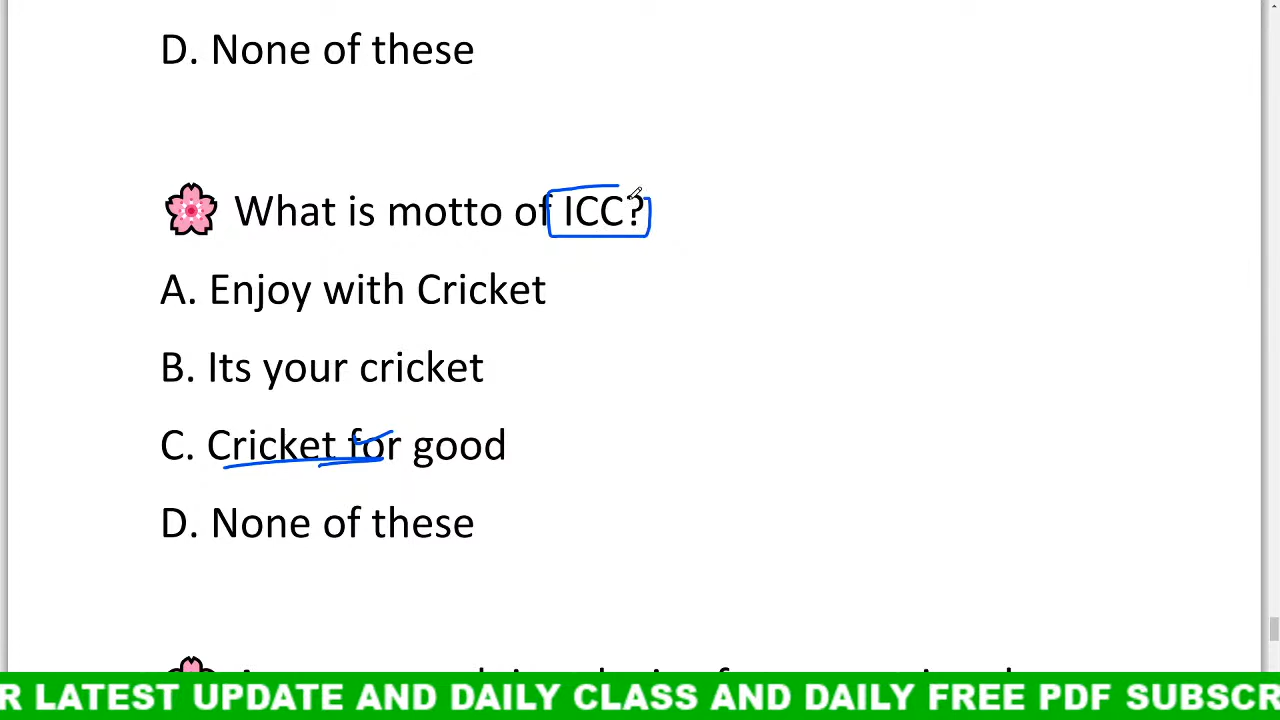 D. None of these
What is motto of ICC?
A. Enjoy with Cricket
B. Its your cricket
C. Cricket for good
D. None of these
R LATEST UPDATE AND DAILY CLASS AND DAILY FREE PDF SUBSCR